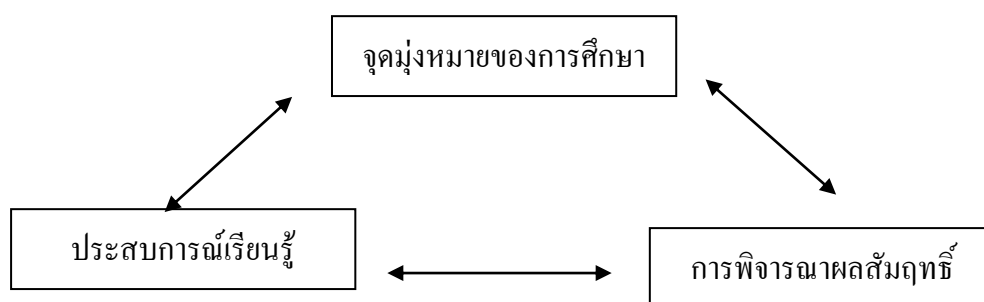 จุดมุ่งหมายของการศึกษา
ประสบการณ์เรียนรู้
การพิจารณาผลสัมฤทธิ์